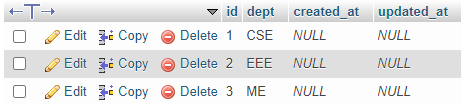 id dept created_at updated_at
Edit Copy Delete 1 CSE NULL NULL
Edit Copy Delete 2 EEE NULL NULL
Edit Copy Delete 3 ME NULL NULL